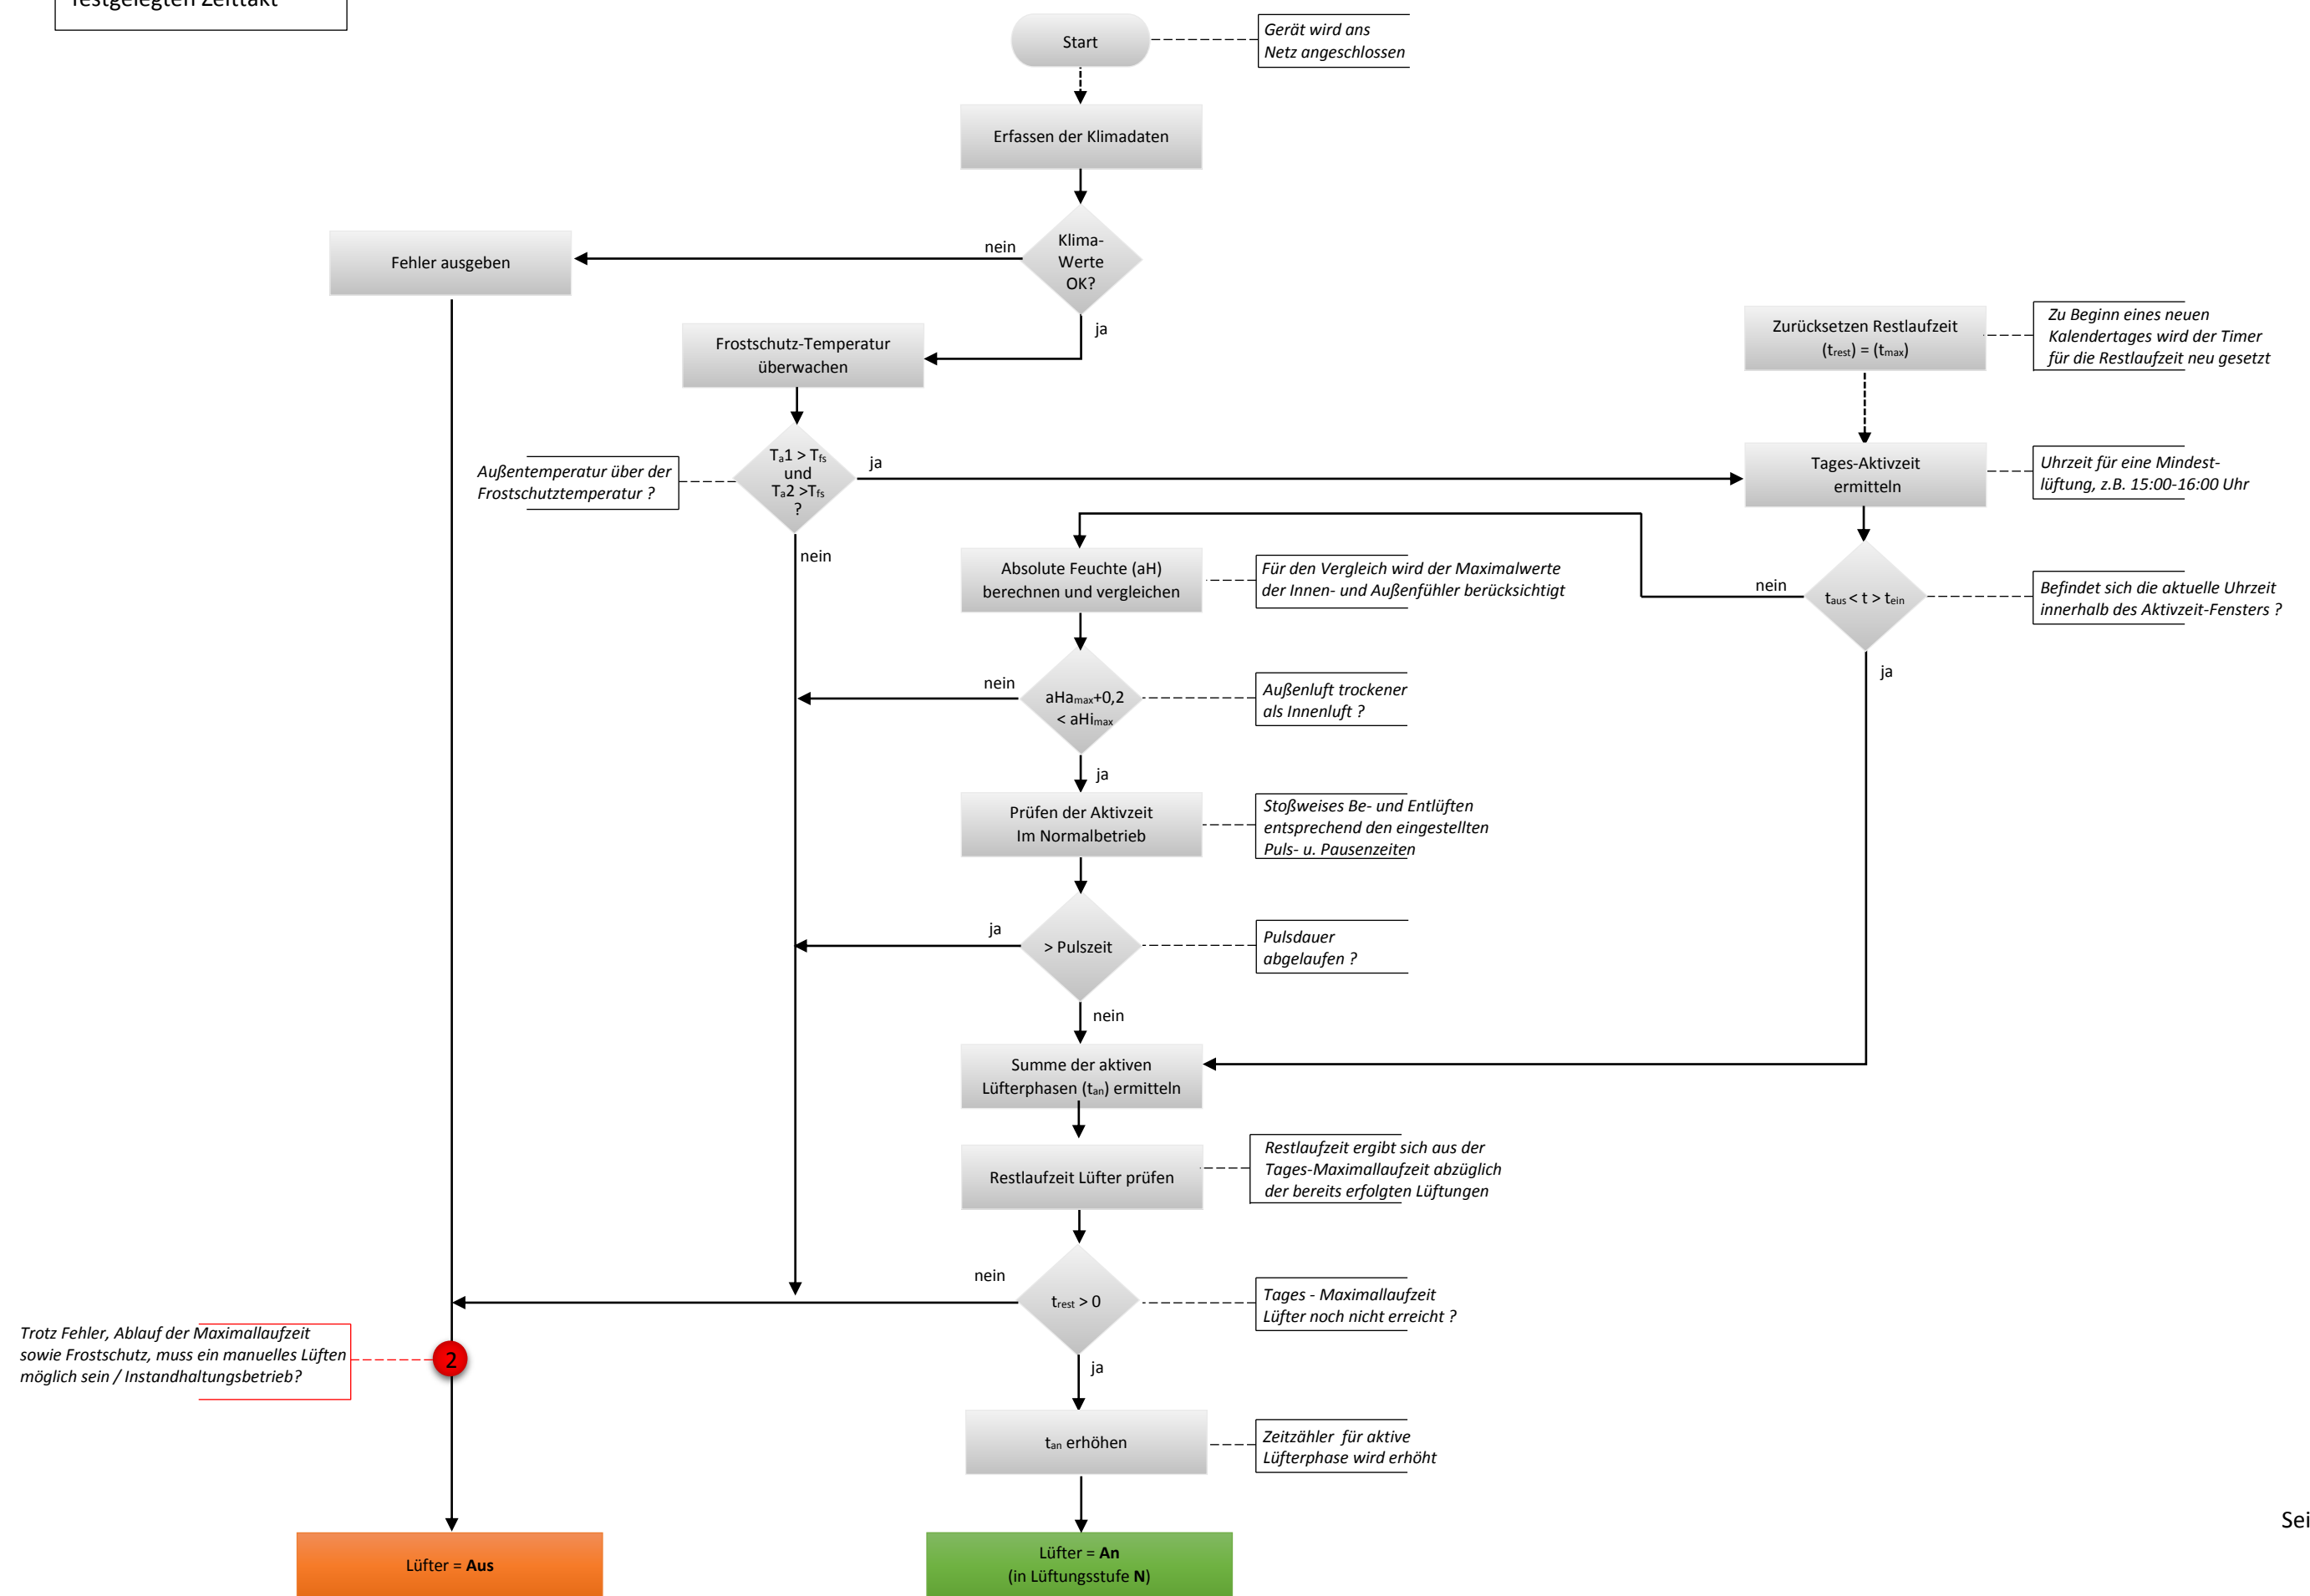 festgelegten Zeittakt
Start
Gerät wird ans
Netz angeschlossen
Erfassen der Klimadaten
Klima-
Werte
OK?
nein
ja
Fehler ausgeben
Frostschutz-Temperatur
überwachen
Zurücksetzen Restlaufzeit
(trest) = (tmax)
Zu Beginn eines neuen
Kalendertages wird der Timer
für die Restlaufzeit neu gesetzt
Außentemperatur über der
Frostschutztemperatur ?
Ta1 > Tfs
und
Ta2 >Tfs
?
ja
nein
Tages-Aktivzeit
ermitteln
Uhrzeit für eine Mindest-
lüftung, z.B. 15:00-16:00 Uhr
Absolute Feuchte (aH)
berechnen und vergleichen
Für den Vergleich wird der Maximalwerte
der Innen- und Außenfühler berücksichtigt
nein
taus < t > tein
Befindet sich die aktuelle Uhrzeit
innerhalb des Aktivzeit-Fensters ?
ja
nein
aHamax+0,2
< aHimax
Außenluft trockener
als Innenluft ?
ja
Prüfen der Aktivzeit
Im Normalbetrieb
Stoßweises Be- und Entlüften
entsprechend den eingestellten
Puls- u. Pausenzeiten
ja
> Pulszeit
Pulsdauer
abgelaufen ?
nein
Summe der aktiven
Lüfterphasen (tan) ermitteln
Restlaufzeit Lüfter prüfen
Restlaufzeit ergibt sich aus der
Tages-Maximallaufzeit abzüglich
der bereits erfolgten Lüftungen
nein
trest > 0
Tages - Maximallaufzeit
Lüfter noch nicht erreicht ?
Trotz Fehler, Ablauf der Maximallaufzeit
sowie Frostschutz, muss ein manuelles Lüften
möglich sein / Instandhaltungsbetrieb?
2
ja
tan erhöhen
Zeitzähler für aktive
Lüfterphase wird erhöht
Lüfter = Aus
Lüfter = An
(in Lüftungsstufe N)
Sei